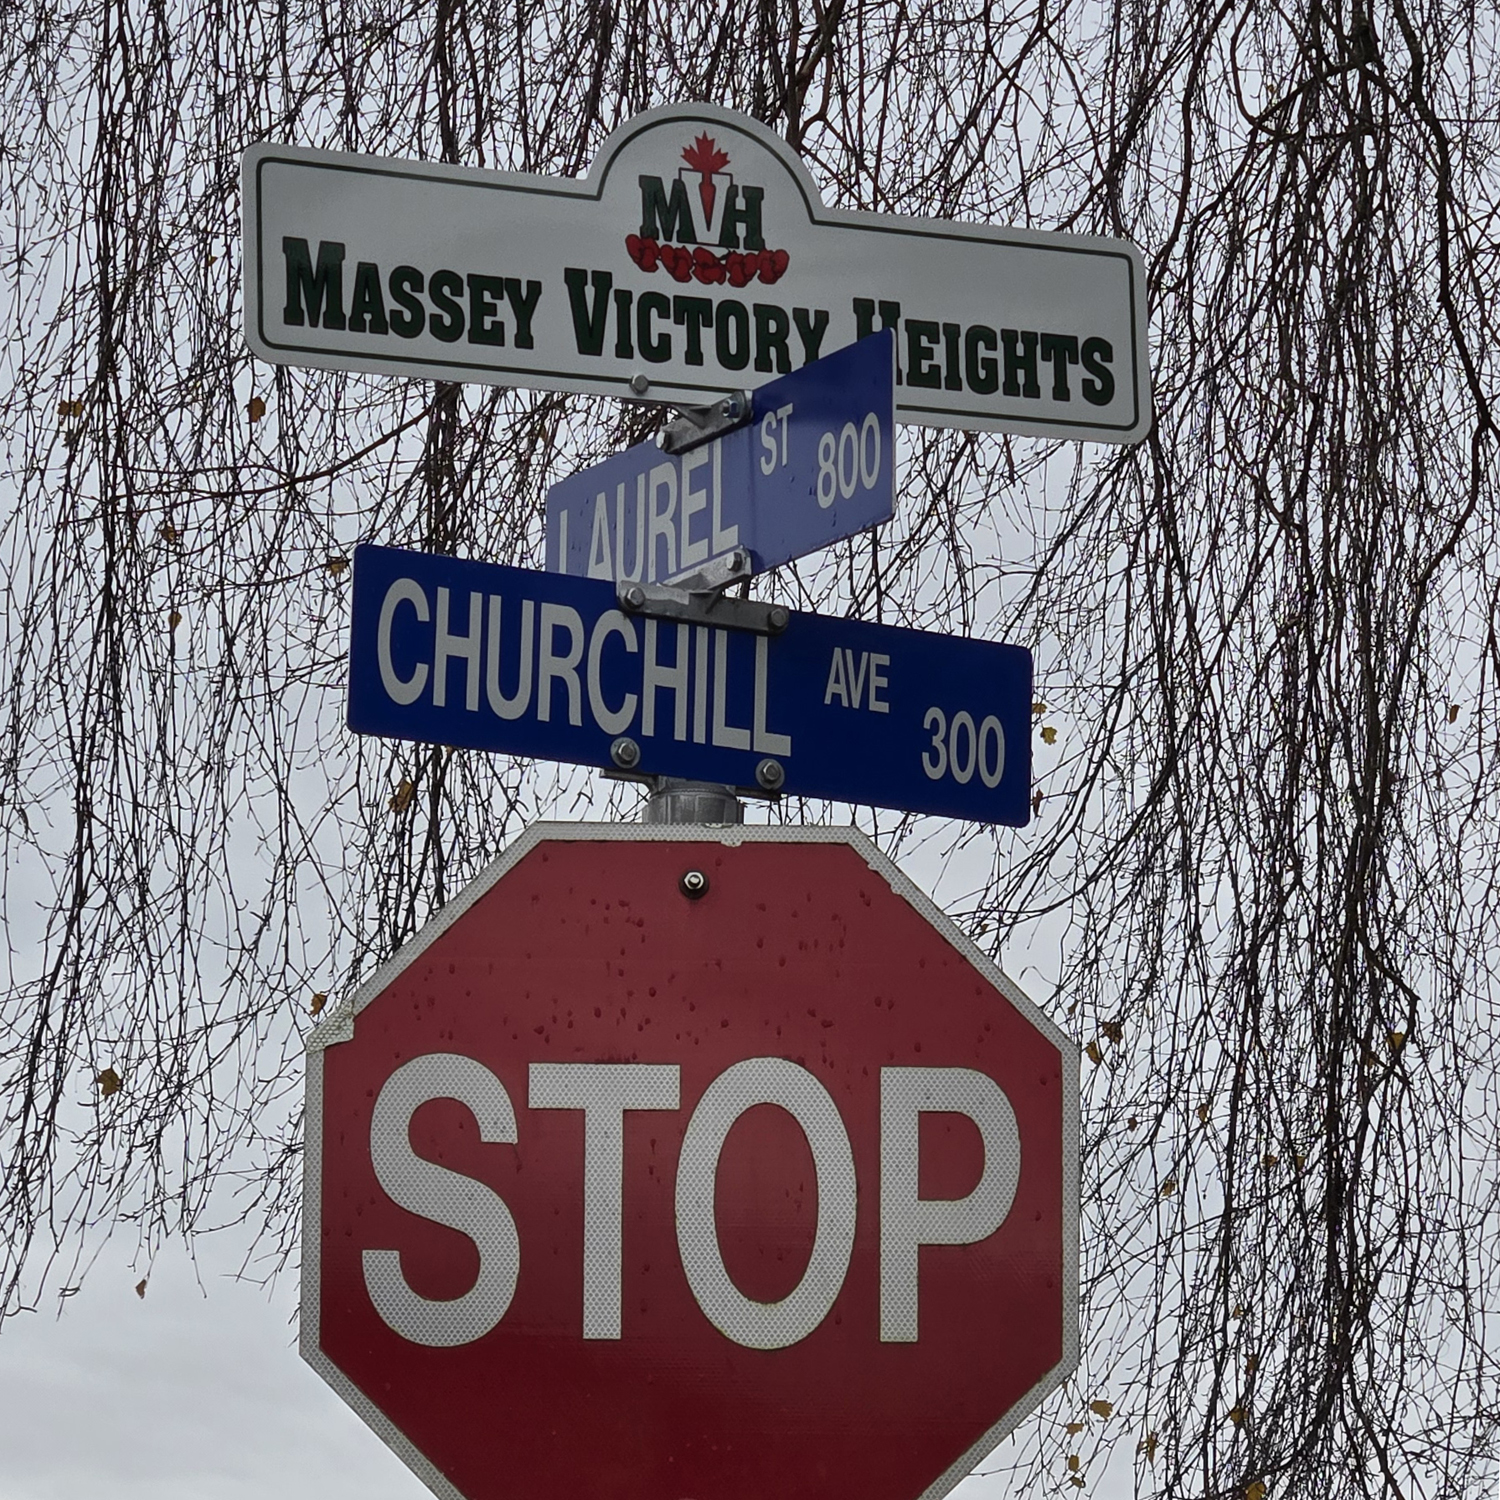 MVH
MASSEY VICTORY HEIGHTS
LAUREL ST 800
CHURCHILL AVE 300
STOP